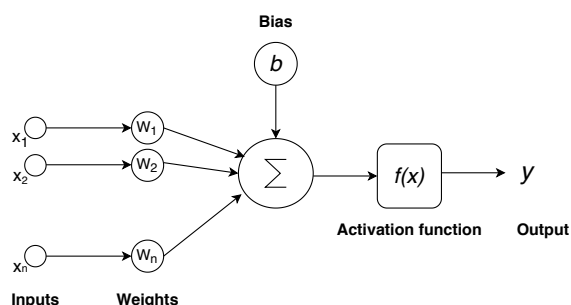 Bias
b
x1
W1
x2
W2
∑
f(x)
y
Activation function
Output
xn
Wn
Inputs
Weights